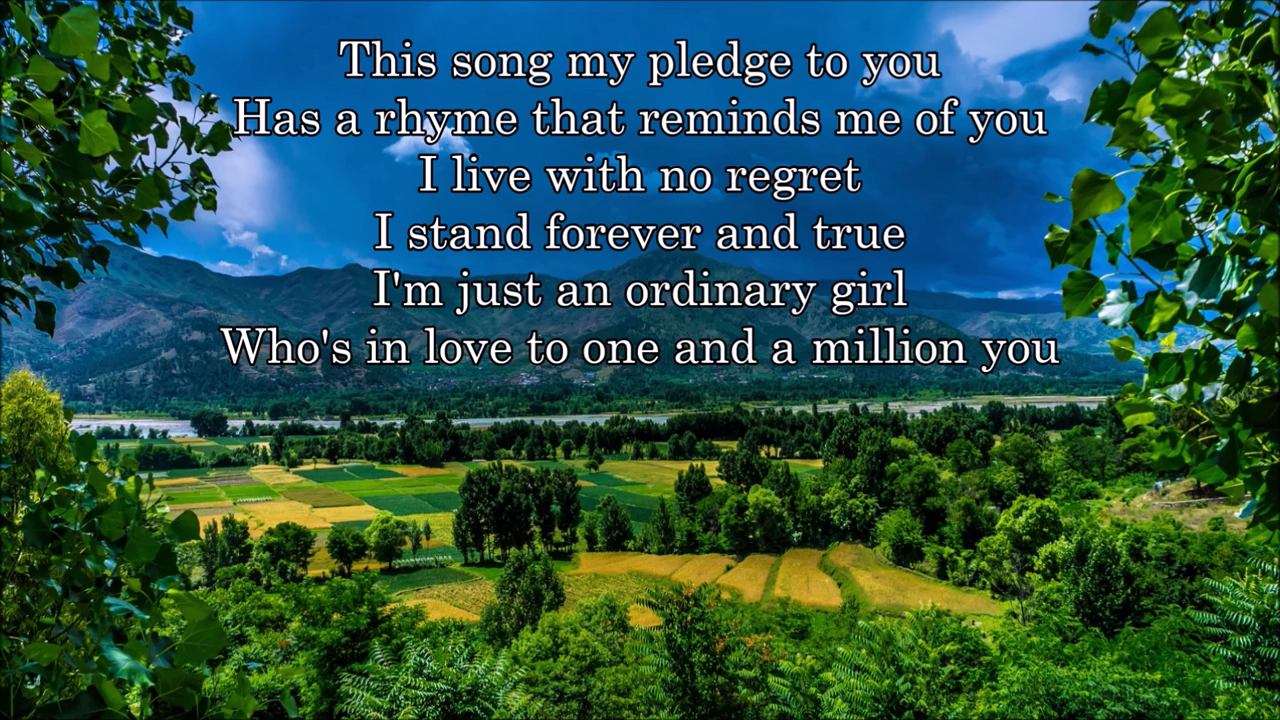 This song my pledge to you
Has a rhyme that reminds me of you
I live with no regret
I stand forever and true
I'm just an ordinary girl
Who's in love to one and a million you